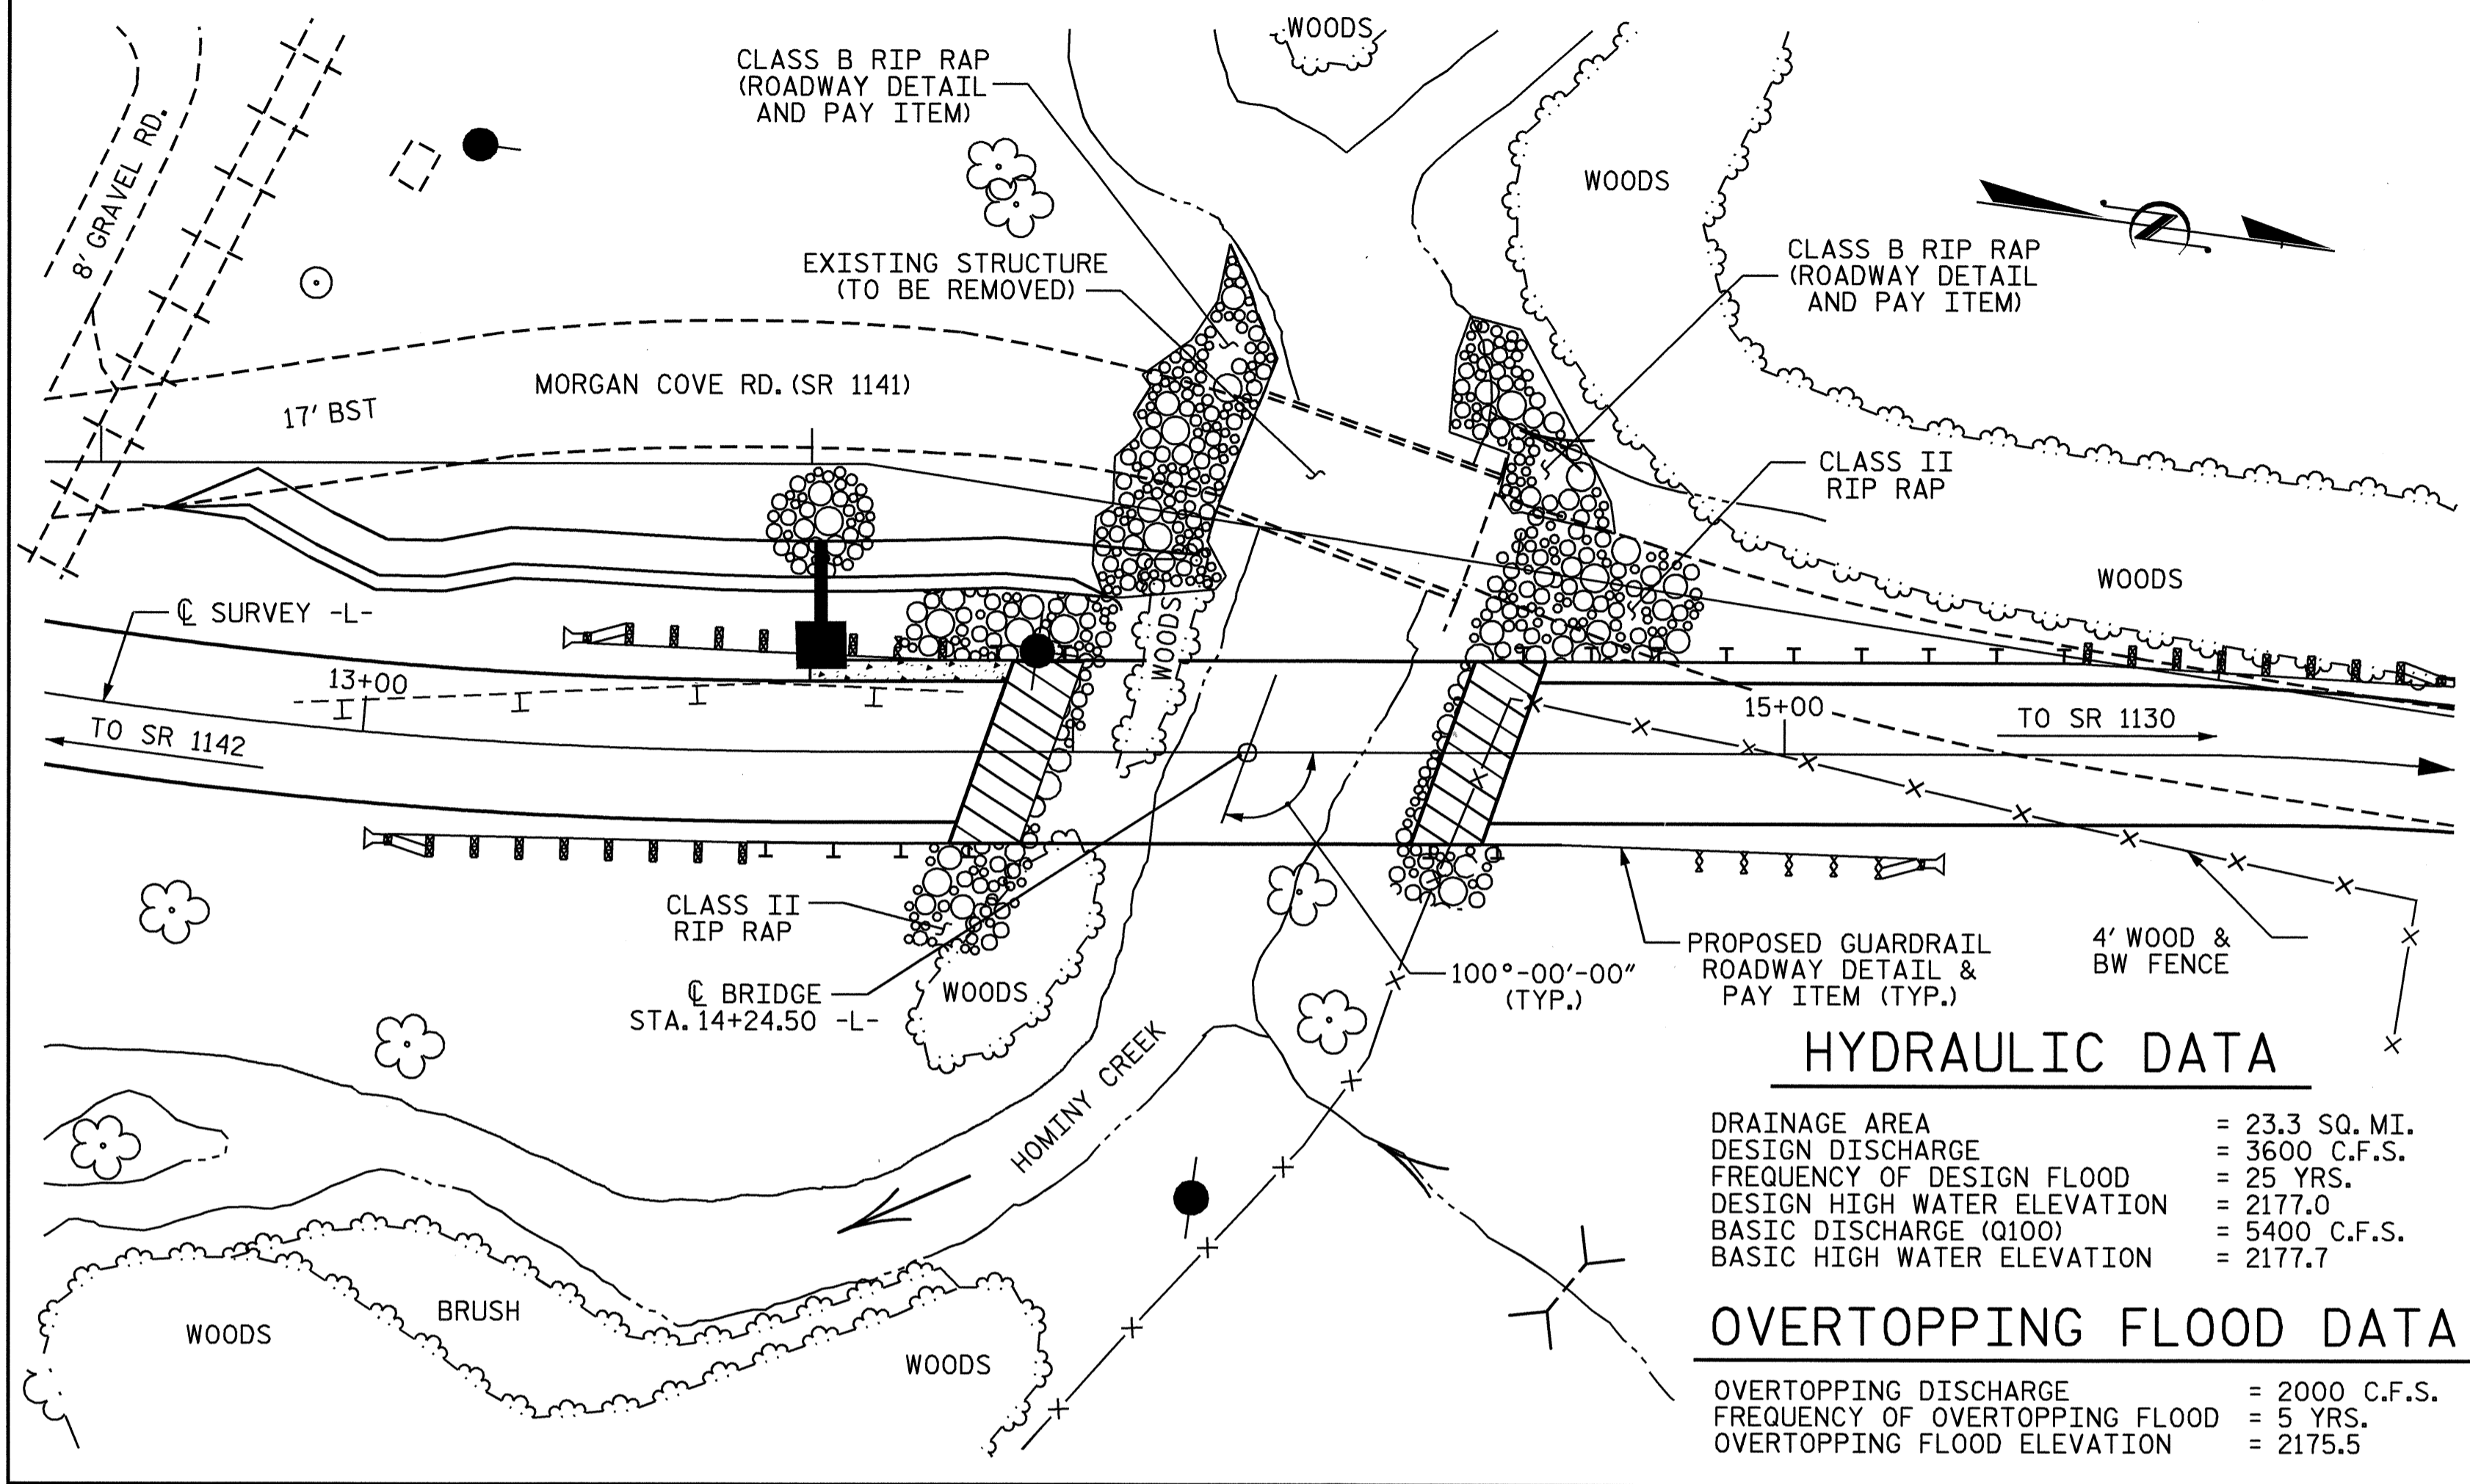 WOODS
CLASS B RIP RAP
(ROADWAY DETAIL
AND PAY ITEM)
8' GRAVEL RD.
WOODS
CLASS B RIP RAP
(ROADWAY DETAIL
AND PAY ITEM)
EXISTING STRUCTURE
(TO BE REMOVED)
MORGAN COVE RD. (SR 1141)
17' BST
CLASS II
RIP RAP
WOODS
℄ SURVEY -L-
WOODS
13+00
15+00
TO SR 1130
TO SR 1142
CLASS II
RIP RAP
℄ BRIDGE
STA. 14+24.50 -L-
WOODS
100°-00'-00"
(TYP.)
PROPOSED GUARDRAIL
ROADWAY DETAIL &
PAY ITEM (TYP.)
4' WOOD &
BW FENCE
HOMINY CREEK
HYDRAULIC DATA
DRAINAGE AREA = 23.3 SQ. MI.
DESIGN DISCHARGE = 3600 C.F.S.
FREQUENCY OF DESIGN FLOOD = 25 YRS.
DESIGN HIGH WATER ELEVATION = 2177.0
BASIC DISCHARGE (Q100) = 5400 C.F.S.
BASIC HIGH WATER ELEVATION = 2177.7
BRUSH
WOODS
WOODS
OVERTOPPING FLOOD DATA
OVERTOPPING DISCHARGE = 2000 C.F.S.
FREQUENCY OF OVERTOPPING FLOOD = 5 YRS.
OVERTOPPING FLOOD ELEVATION = 2175.5